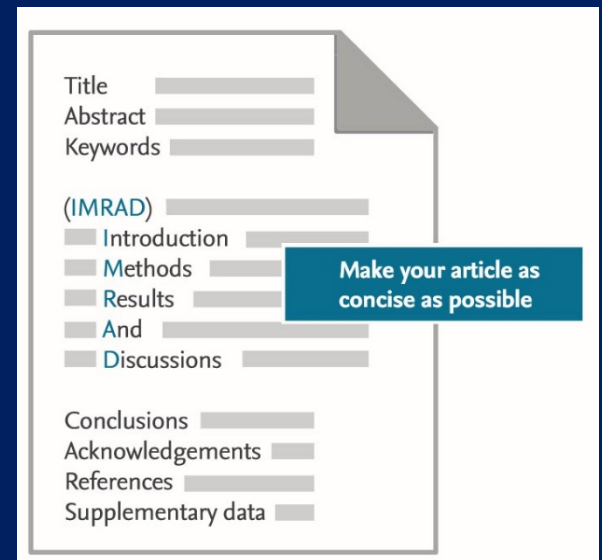 Title
Abstract
Keywords
(IMRAD)
Introduction
Methods
Results
And
Discussions
Make your article as
concise as possible
Conclusions
Acknowledgements
References
Supplementary data